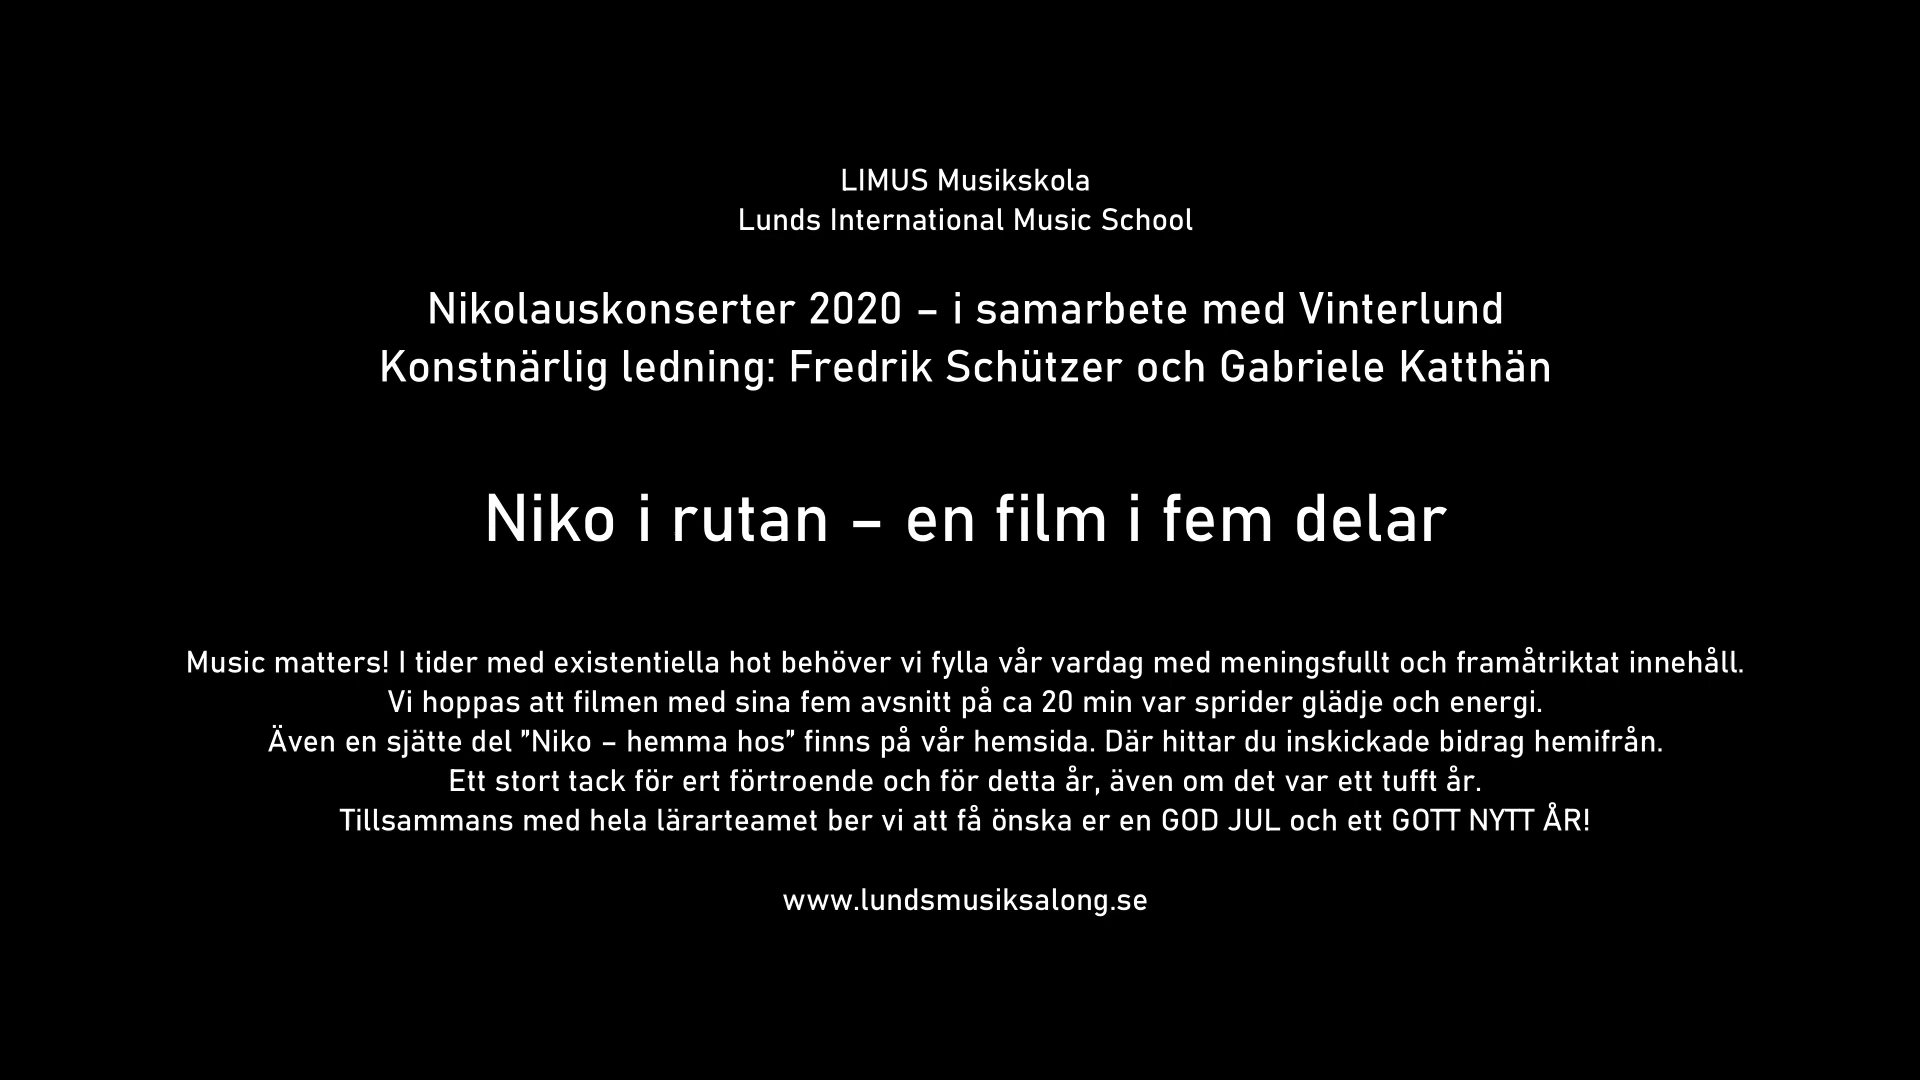 LIMUS Musikskola
Lunds International Music School
Nikolauskonserter 2020 – i samarbete med Vinterlund
Konstnärlig ledning: Fredrik Schützer och Gabriele Katthän
Niko i rutan – en film i fem delar
Music matters! I tider med existentiella hot behöver vi fylla vår vardag med meningsfullt och framåtriktat innehåll.
Vi hoppas att filmen med sina fem avsnitt på ca 20 min var sprider glädje och energi.
Även en sjätte del ”Niko – hemma hos” finns på vår hemsida. Där hittar du inskickade bidrag hemifrån.
Ett stort tack för ert förtroende och för detta år, även om det var ett tufft år.
Tillsammans med hela lärarteamet ber vi att få önska er en GOD JUL och ett GOTT NYTT ÅR!
www.lundsmusiksalong.se